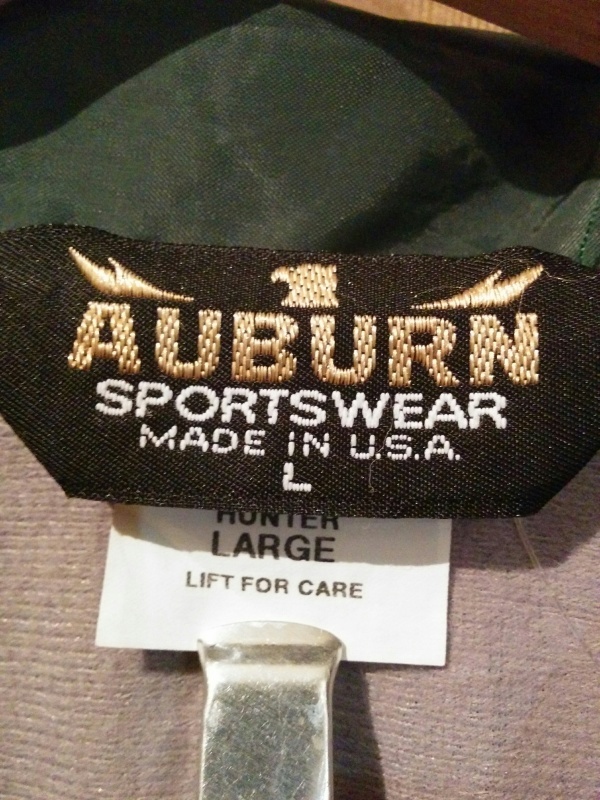 AUBURN
SPORTSWEAR
MADE IN U.S.A.
L
HUNTER
LARGE
LIFT FOR CARE